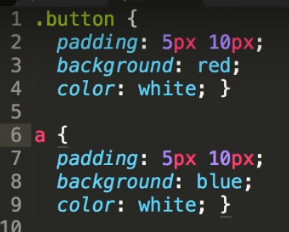 1 .button {
2 padding: 5px 10px;
3 background: red;
4 color: white; }
5
6 a {
7 padding: 5px 10px;
8 background: blue;
9 color: white; }
10